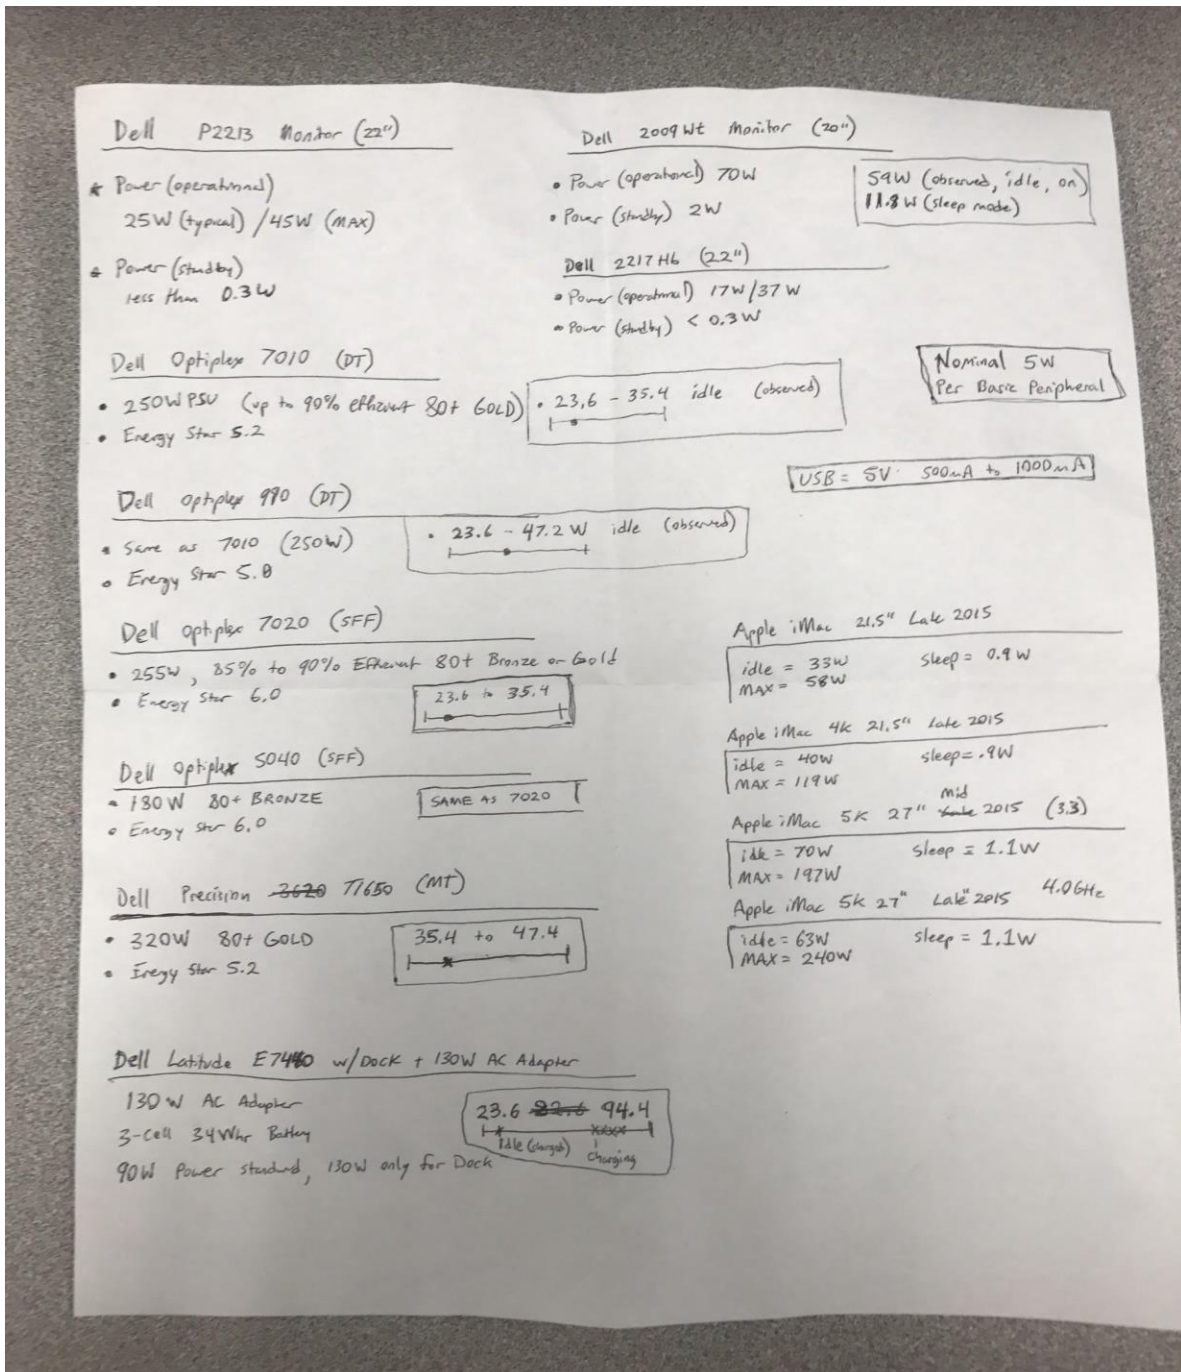 Dell P2213 Monitor (22")
Power (operational)
25W (typical) / 45W (MAX)
Power (standby)
less than 0.3W
Dell 2009Wt Monitor (20")
• Power (operational) 70W
• Power (standby) 2W
59W (observed, idle, on)
11.8W (sleep mode)
Dell 2217H6 (22")
• Power (operational) 17W/37W
• Power (standby) < 0.3W
Nominal 5W
Per Basic Peripheral
Dell Optiplex 7010 (DT)
• 250W PSU (up to 90% efficient 80+ GOLD)
• Energy Star 5.2
• 23.6 - 35.4 idle (observed)
USB = 5V 500mA to 1000mA
Dell Optiplex 990 (DT)
• Same as 7010 (250W)
• Energy Star 5.0
• 23.6 - 47.2W idle (observed)
Dell Optiplex 7020 (SFF)
• 255W, 85% to 90% Efficient 80+ Bronze or Gold
• Energy Star 6.0
23.6 to 35.4
Dell Optiplex 5040 (SFF)
• 180W 80+ BRONZE
• Energy Star 6.0
SAME AS 7020
Dell Precision 3620 T1650 (MT)
• 320W 80+ GOLD
• Energy Star 5.2
35.4 to 47.4
Dell Latitude E7440 w/Dock + 130W AC Adapter
130W AC Adapter
3-Cell 34Whr Battery
90W Power standard, 130W only for Dock
23.6 94.4
Idle (charged) charging
Apple iMac 21.5" Late 2015
idle = 33W sleep = 0.9W
MAX = 58W
Apple iMac 4K 21.5" Late 2015
idle = 40W sleep = .9W
MAX = 119W
mid
Apple iMac 5K 27" Late 2015 (3.3)
idle = 70W sleep = 1.1W
MAX = 197W
Apple iMac 5K 27" Late 2015 4.0GHz
idle = 63W sleep = 1.1W
MAX = 240W